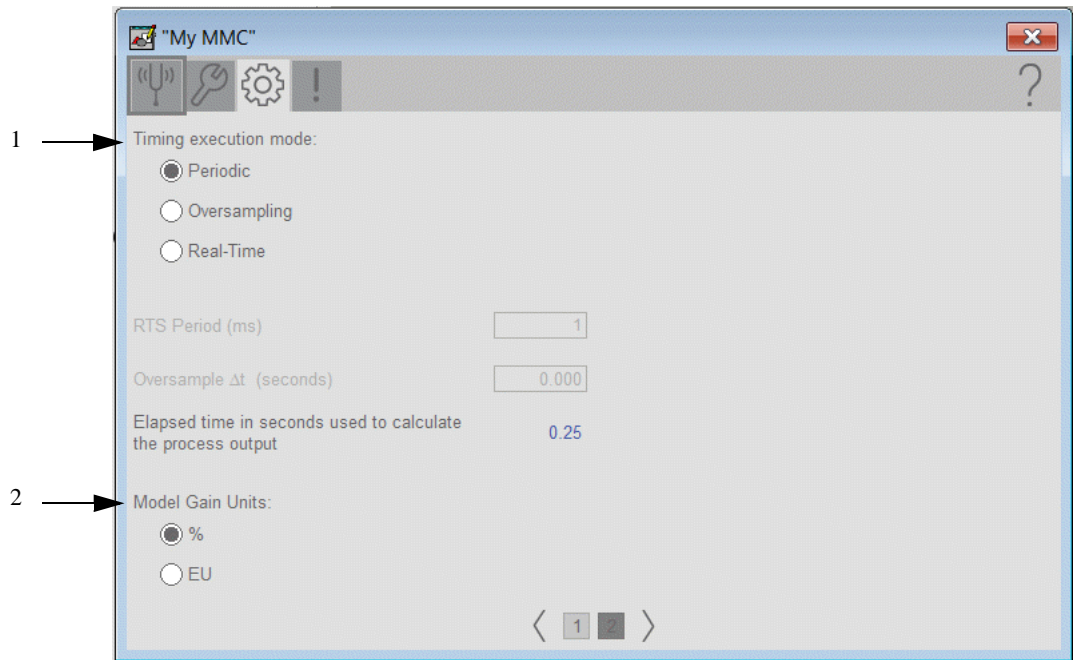 "My MMC"
1
Timing execution mode:
Periodic
Oversampling
Real-Time
RTS Period (ms)
1
Oversample Δt (seconds)
0.000
Elapsed time in seconds used to calculate
the process output
0.25
2
Model Gain Units:
%
EU
1
2